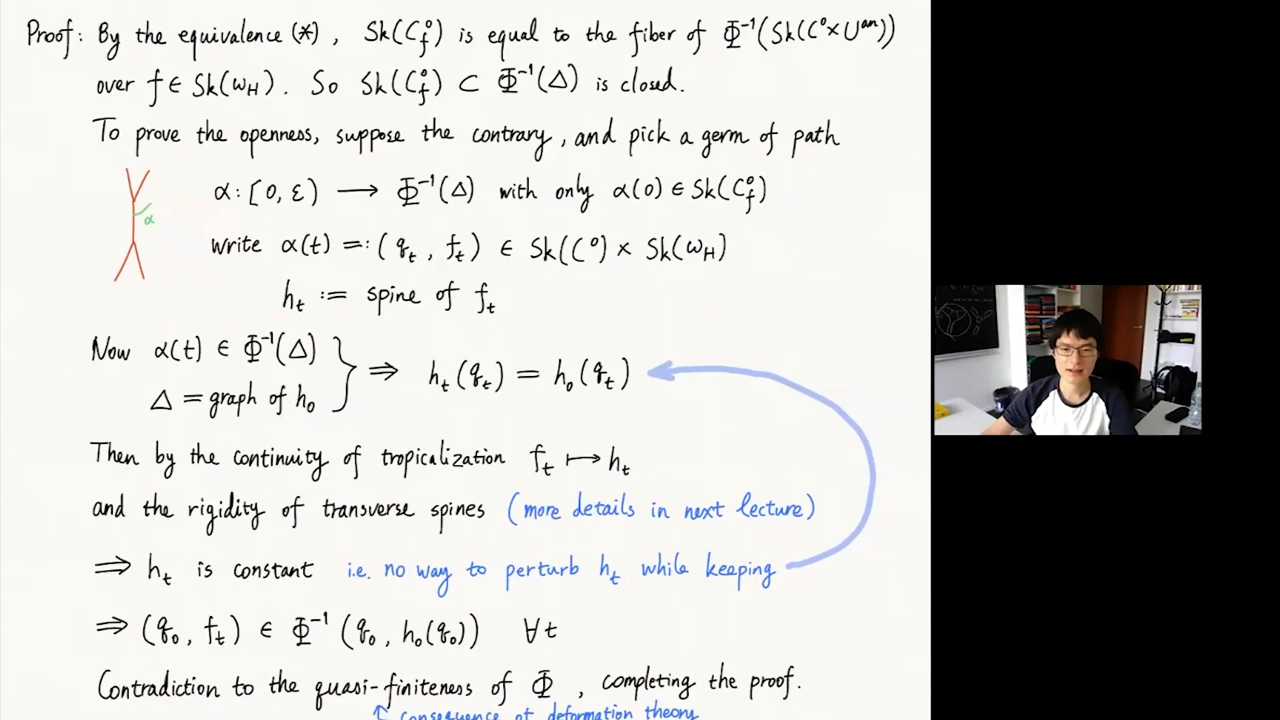 Proof: By the equivalence (*), Sk(C°_f) is equal to the fiber of Φ⁻¹(Sk(C°×U^an))
over f ∈ Sk(ω_H). So Sk(C°_f) ⊂ Φ⁻¹(Δ) is closed.
To prove the openness, suppose the contrary, and pick a germ of path
α: [0, ε) ⟶ Φ⁻¹(Δ) with only α(0) ∈ Sk(C°_f)
α
write α(t) =: (q_t, f_t) ∈ Sk(C°) × Sk(ω_H)
h_t := spine of f_t
Now α(t) ∈ Φ⁻¹(Δ)
Δ = graph of h_0
} ⇒ h_t(q_t) = h_0(q_t)
Then by the continuity of tropicalization f_t ↦ h_t
and the rigidity of transverse spines (more details in next lecture)
⇒ h_t is constant i.e. no way to perturb h_t while keeping
⇒ (q_0, f_t) ∈ Φ⁻¹(q_0, h_0(q_0)) ∀t
Contradiction to the quasi-finiteness of Φ, completing the proof.
consequence of deformation theory